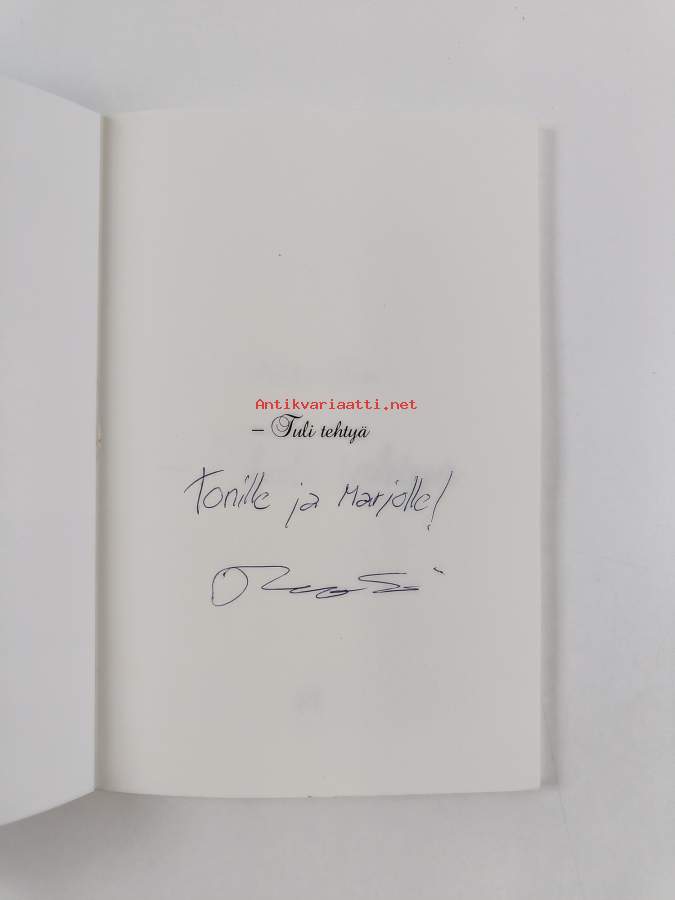 Antikvariaatti.net
– Tuli tehtyä
Tonille ja Marjolle!